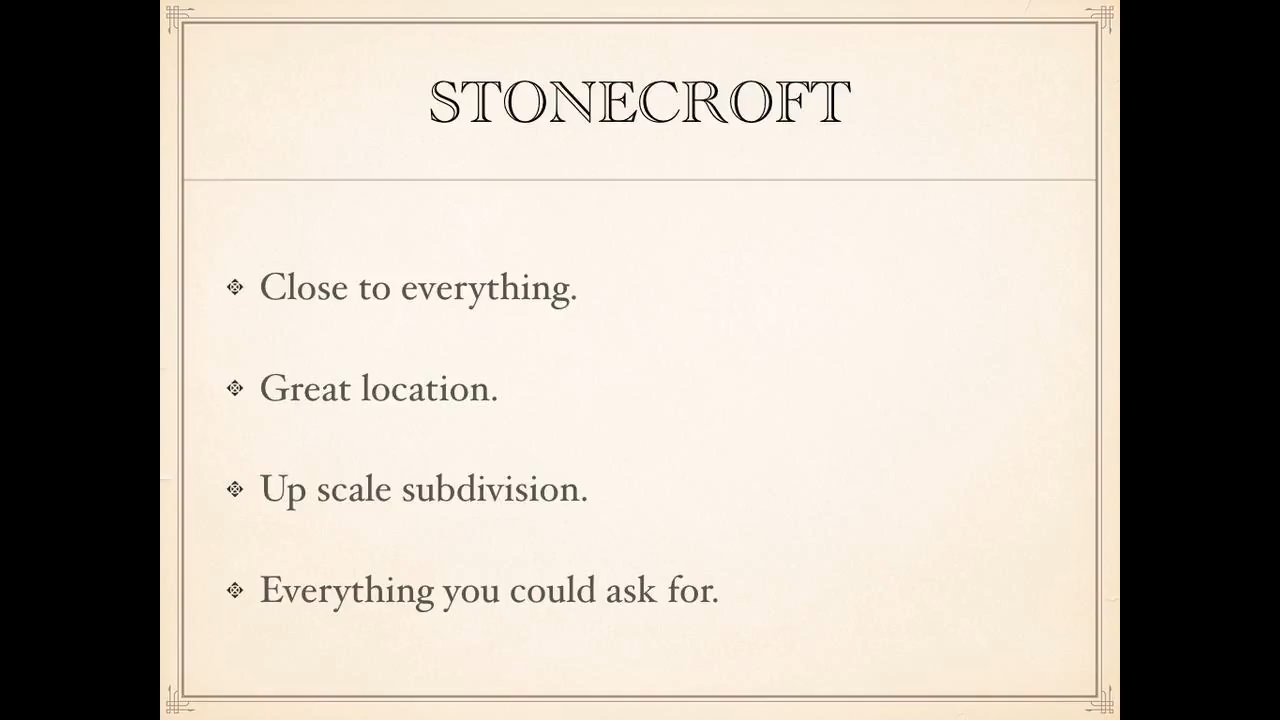 STONECROFT
Close to everything.
Great location.
Up scale subdivision.
Everything you could ask for.